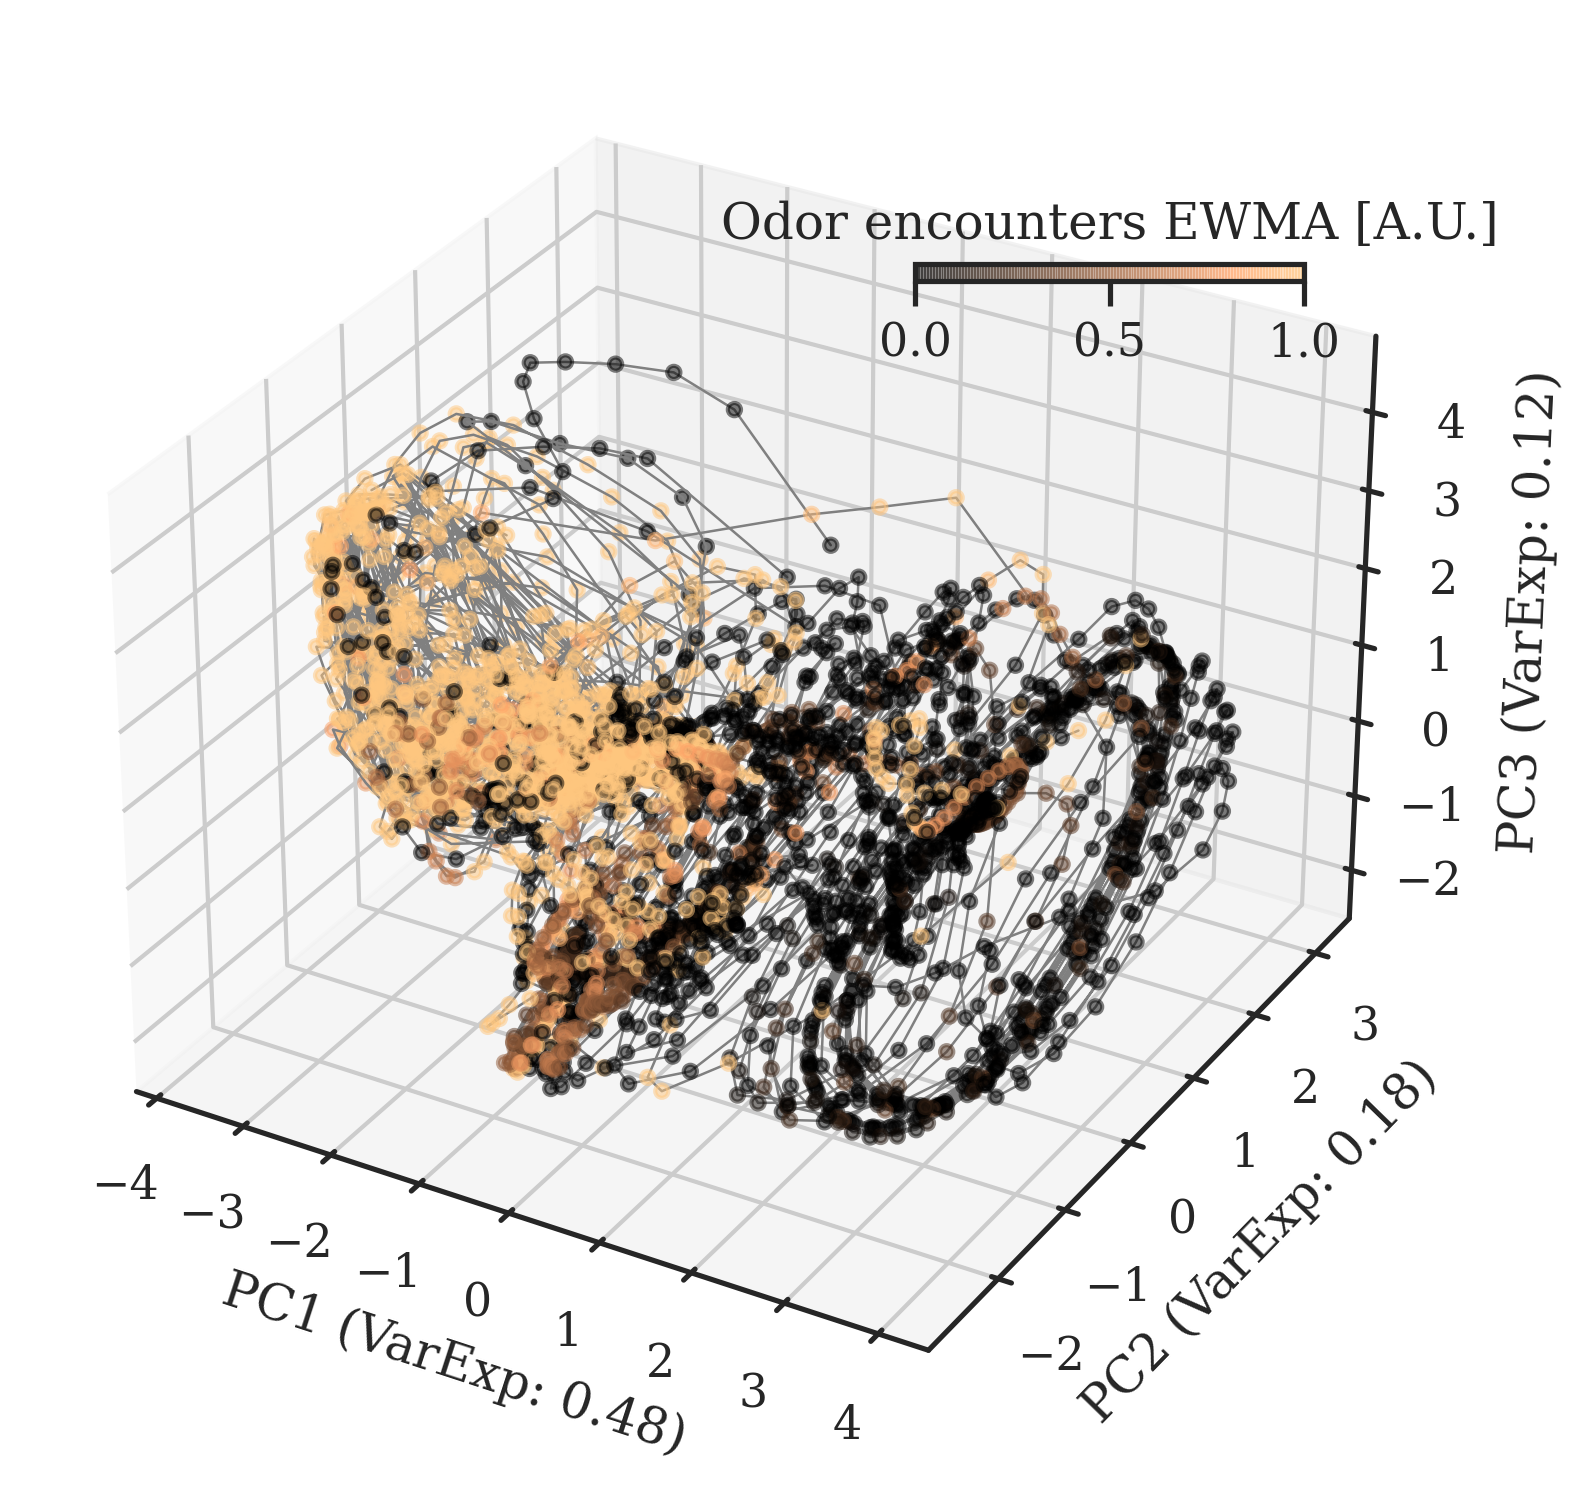 Odor encounters EWMA [A.U.]
0.0 0.5 1.0
4
3
2
1
0
−1
−2
PC3 (VarExp: 0.12)
3
2
1
0
−1
−2
PC2 (VarExp: 0.18)
−4 −3 −2 −1 0 1 2 3 4
PC1 (VarExp: 0.48)